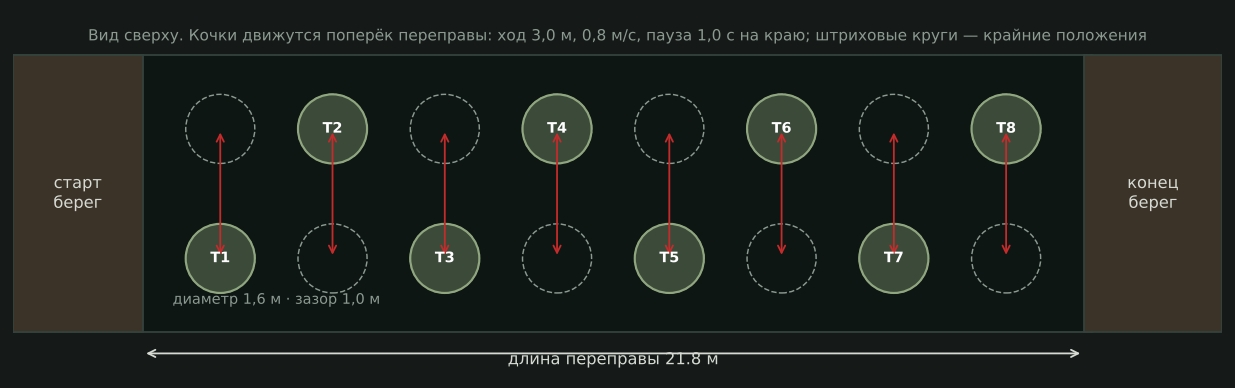 Вид сверху. Кочки движутся поперёк переправы: ход 3,0 м, 0,8 м/с, пауза 1,0 с на краю; штриховые круги — крайние положения
T2
T4
T6
T8
старт
берег
конец
берег
T1
T3
T5
T7
диаметр 1,6 м · зазор 1,0 м
длина переправы 21.8 м